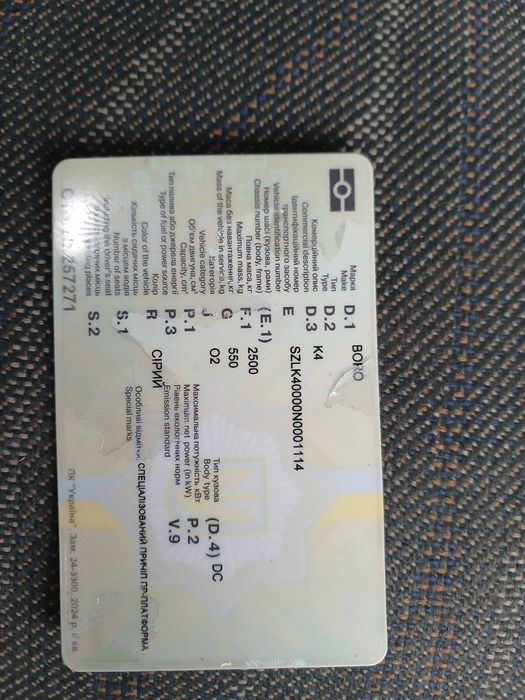 Марка
Make D.1 BORO
Тип
Type D.2 K4
Комерційний опис
Commercial description D.3
Ідентифікаційний номер
транспортного засобу
Vehicle identification number E SZLK40000N0001114
Номер шасі (кузова, рами)
Chassis number (body, frame) (E.1)
Повна маса, кг
Maximum mass, kg F.1 2500
Маса без навантаження, кг
Mass of the vehicle in service, kg G 550
Категорія
Vehicle category J O2
Тип кузова
Body type (D.4) DC
Об'єм двигуна, см³
Capacity, cm³ P.1
Максимальна потужність кВт
Maximum net power (in kW) P.2
Тип палива або джерела енергії
Type of fuel or power source P.3
Рівень екологічних норм
Emission standard V.9
Колір
Color of the vehicle R СІРИЙ
Кількість сидячих місць
з місцем водія
Number of seats
including the driver's seat S.1
Особливі відмітки СПЕЦІАЛІЗОВАНИЙ ПРИЧІП ПР-ПЛАТФОРМА
Special marks
стоячих місць
standing places S.2
257271
ПК "Україна". Зам. 24-3300, 2024 р. II кв.